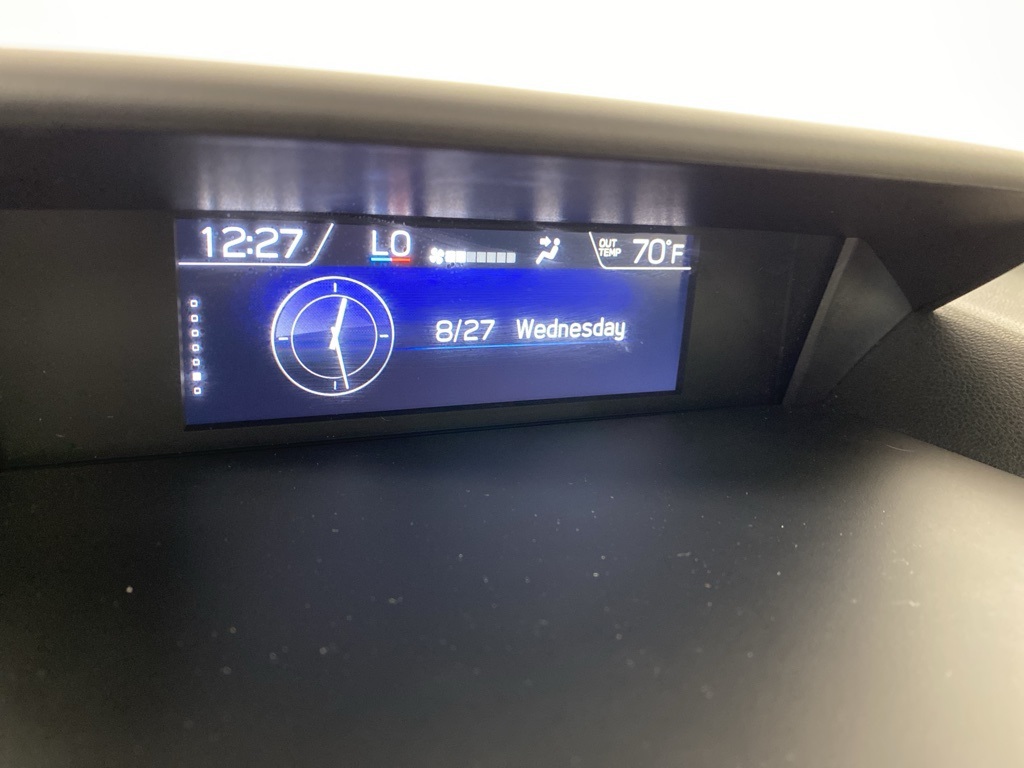 12:27 LO OUT TEMP 70°F
8/27 Wednesday